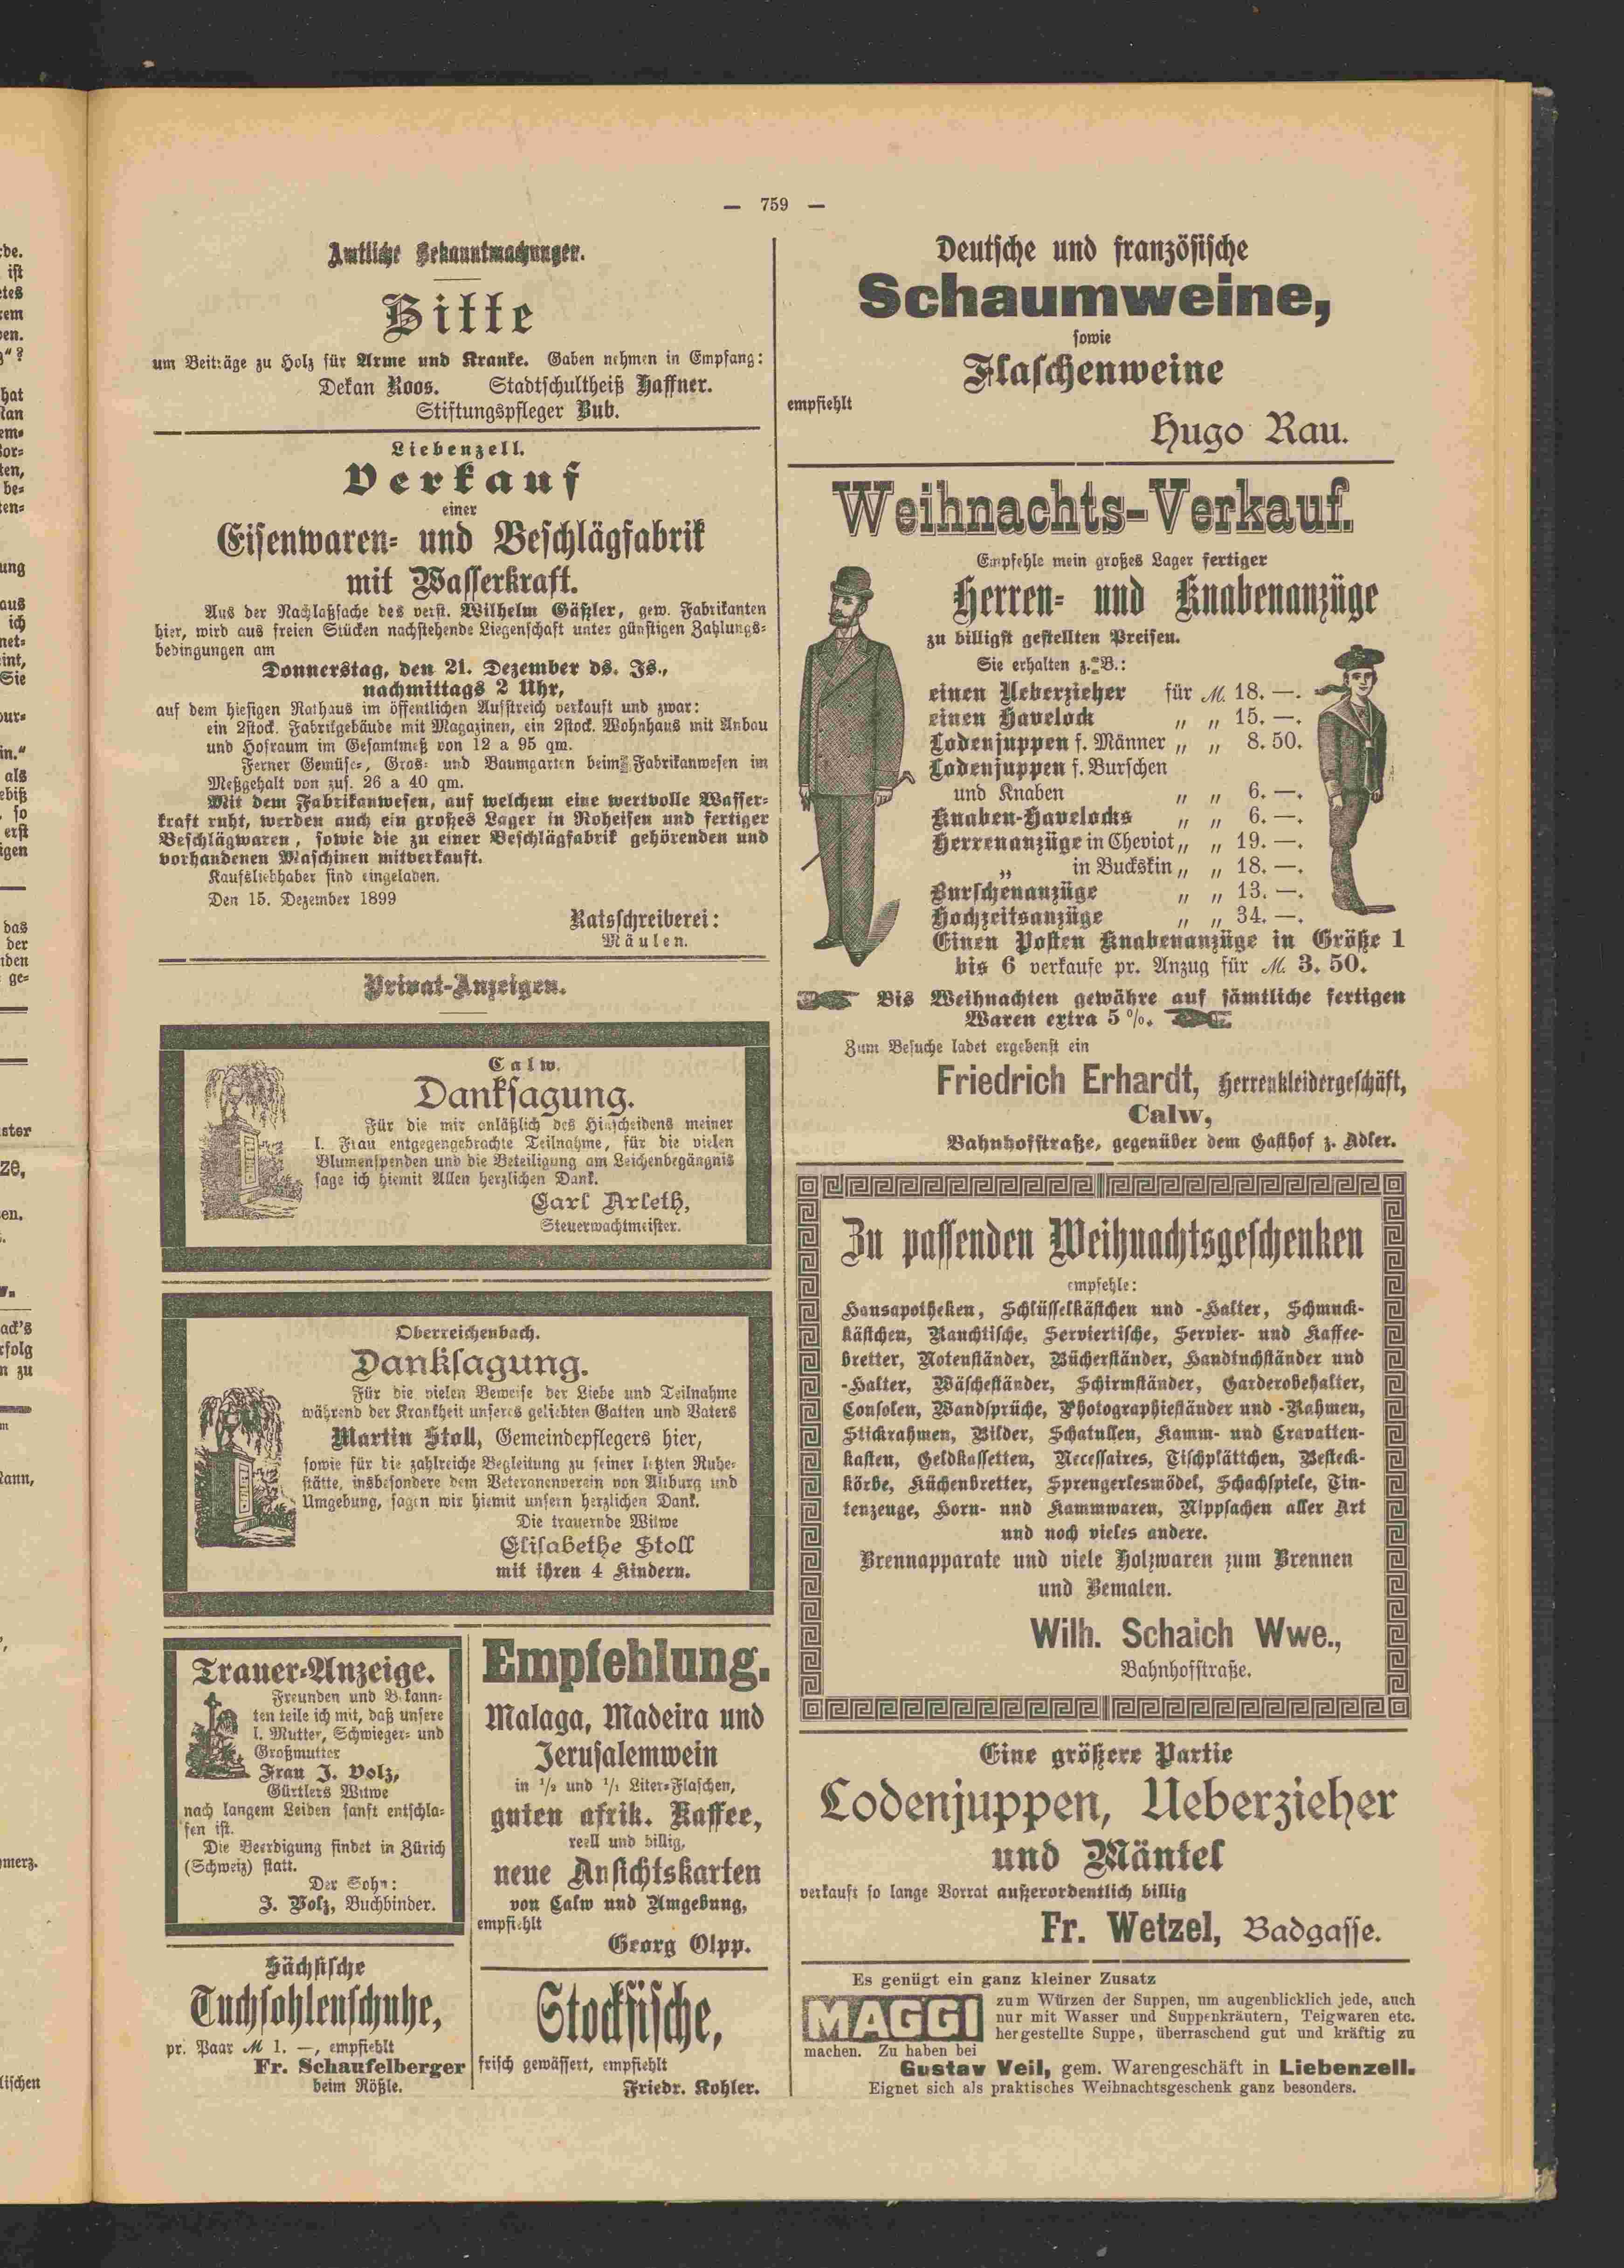 — 759 —
Amtliche Bekanntmachungen.
Bitte
um Beiträge zu Holz für Arme und Kranke. Gaben nehmen in Empfang:
Dekan Roos. Stadtschultheiß Haffner.
Stiftungspfleger Bub.
Liebenzell.
Verkauf
einer
Eisenwaren- und Beschlägfabrik
mit Wasserkraft.
Aus der Nachlaßsache des verst. Wilhelm Gäßler, gew. Fabrikanten
hier, wird aus freien Stücken nachstehende Liegenschaft unter günstigen Zahlungs-
bedingungen am
Donnerstag, den 21. Dezember ds. Js.,
nachmittags 2 Uhr,
auf dem hiesigen Rathaus im öffentlichen Aufstreich verkauft und zwar:
ein 2stock. Fabrikgebäude mit Magazinen, ein 2stock. Wohnhaus mit Anbau
und Hofraum im Gesamtmeß von 12 a 95 qm.
Ferner Gemüse-, Gras- und Baumgarten beim Fabrikanwesen im
Meßgehalt von zus. 26 a 40 qm.
Mit dem Fabrikanwesen, auf welchem eine wertvolle Wasser-
kraft ruht, werden auch ein großes Lager in Roheisen und fertiger
Beschlägwaren, sowie die zu einer Beschlägfabrik gehörenden und
vorhandenen Maschinen mitverkauft.
Kaufsliebhaber sind eingeladen.
Den 15. Dezember 1899
Ratsschreiberei:
Mäulen.
Privat-Anzeigen.
Calw.
Danksagung.
Für die mir anläßlich des Hinscheidens meiner
l. Frau entgegengebrachte Teilnahme, für die vielen
Blumenspenden und die Beteiligung am Leichenbegängnis
sage ich hiemit Allen herzlichen Dank.
Carl Arleth,
Steuerwachtmeister.
Oberreichenbach.
Danksagung.
Für die vielen Beweise der Liebe und Teilnahme
während der Krankheit unseres geliebten Gatten und Vaters
Martin Stoll, Gemeindepflegers hier,
sowie für die zahlreiche Begleitung zu seiner letzten Ruhe-
stätte, insbesondere dem Veteranenverein von Altburg und
Umgebung, sagen wir hiemit unsern herzlichen Dank.
Die trauernde Witwe
Elisabethe Stoll
mit ihren 4 Kindern.
Trauer-Anzeige.
Freunden und Bekann-
ten teile ich mit, daß unsere
l. Mutter, Schwieger- und
Großmutter
Frau J. Volz,
Gürtlers Witwe
nach langem Leiden sanft entschla-
fen ist.
Die Beerdigung findet in Zürich
(Schweiz) statt.
Der Sohn:
J. Volz, Buchbinder.
Sächsische
Tuchsohlenschuhe,
pr. Paar M 1. —, empfiehlt
Fr. Schaufelberger
beim Rößle.
Empfehlung.
Malaga, Madeira und
Jerusalemwein
in 1/2 und 1/1 Liter-Flaschen,
guten afrik. Kaffee,
reell und billig,
neue Ansichtskarten
von Calw und Umgebung,
empfiehlt
Georg Olpp.
Stockfische,
frisch gewässert, empfiehlt
Friedr. Kohler.
Deutsche und französische
Schaumweine,
sowie
Flaschenweine
empfiehlt
Hugo Rau.
Weihnachts-Verkauf.
Empfehle mein großes Lager fertiger
Herren- und Knabenanzüge
zu billigst gestellten Preisen.
Sie erhalten z. B.:
einen Ueberzieher für M. 18. —.
einen Havelock „ „ 15. —.
Lodenjuppen f. Männer „ „ 8. 50.
Lodenjuppen f. Burschen
und Knaben „ „ 6. —.
Knaben-Havelocks „ „ 6. —.
Herrenanzüge in Cheviot „ „ 19. —.
„ in Buckskin „ „ 18. —.
Burschenanzüge „ „ 13. —.
Hochzeitsanzüge „ „ 34. —.
Einen Posten Knabenanzüge in Größe 1
bis 6 verkaufe pr. Anzug für M. 3. 50.
Bis Weihnachten gewähre auf sämtliche fertigen
Waren extra 5 %.
Zum Besuche ladet ergebenst ein
Friedrich Erhardt, Herrenkleidergeschäft,
Calw,
Bahnhofstraße, gegenüber dem Gasthof z. Adler.
Zu passenden Weihnachtsgeschenken
empfehle:
Hausapotheken, Schlüsselkästchen und -Halter, Schmuck-
kästchen, Rauchtische, Serviertische, Servier- und Kaffee-
bretter, Notenständer, Bücherständer, Handtuchständer und
-Halter, Wäscheständer, Schirmständer, Garderobehalter,
Consolen, Wandsprüche, Photographieständer und -Rahmen,
Stickrahmen, Bilder, Schatullen, Kamm- und Cravatten-
kasten, Geldkassetten, Necessaires, Tischplättchen, Besteck-
körbe, Küchenbretter, Sprengerlesmödel, Schachspiele, Tin-
tenzeuge, Horn- und Kammwaren, Nippsachen aller Art
und noch vieles andere.
Brennapparate und viele Holzwaren zum Brennen
und Bemalen.
Wilh. Schaich Wwe.,
Bahnhofstraße.
Eine größere Partie
Lodenjuppen, Ueberzieher
und Mäntel
verkauft so lange Vorrat außerordentlich billig
Fr. Wetzel, Badgasse.
Es genügt ein ganz kleiner Zusatz
MAGGI zum Würzen der Suppen, um augenblicklich jede, auch
nur mit Wasser und Suppenkräutern, Teigwaren etc.
hergestellte Suppe, überraschend gut und kräftig zu
machen. Zu haben bei
Gustav Veil, gem. Warengeschäft in Liebenzell.
Eignet sich als praktisches Weihnachtsgeschenk ganz besonders.